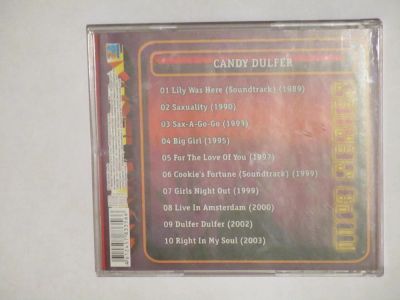 CANDY DULFER
01 Lily Was Here (Soundtrack) (1989)
02 Saxuality (1990)
03 Sax-A-Go-Go (1993)
04 Big Girl (1995)
05 For The Love Of You (1997)
06 Cookie's Fortune (Soundtrack) (1999)
07 Girls Night Out (1999)
08 Live In Amsterdam (2000)
09 Dulfer Dulfer (2002)
10 Right In My Soul (2003)